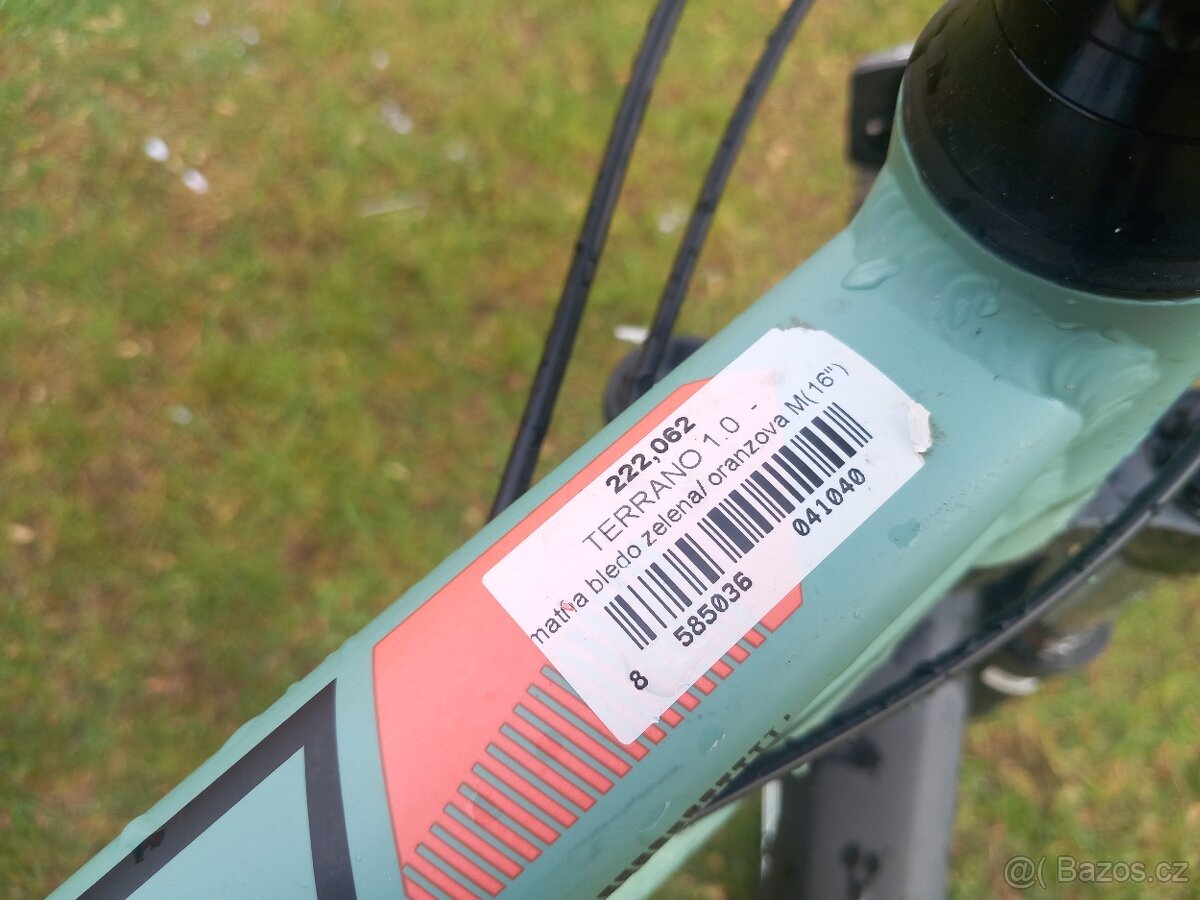 222,062
TERRANO 1.0 -
matna bledo zelena/ oranzova M(16")
8 585036 041040
@( Bazos.cz